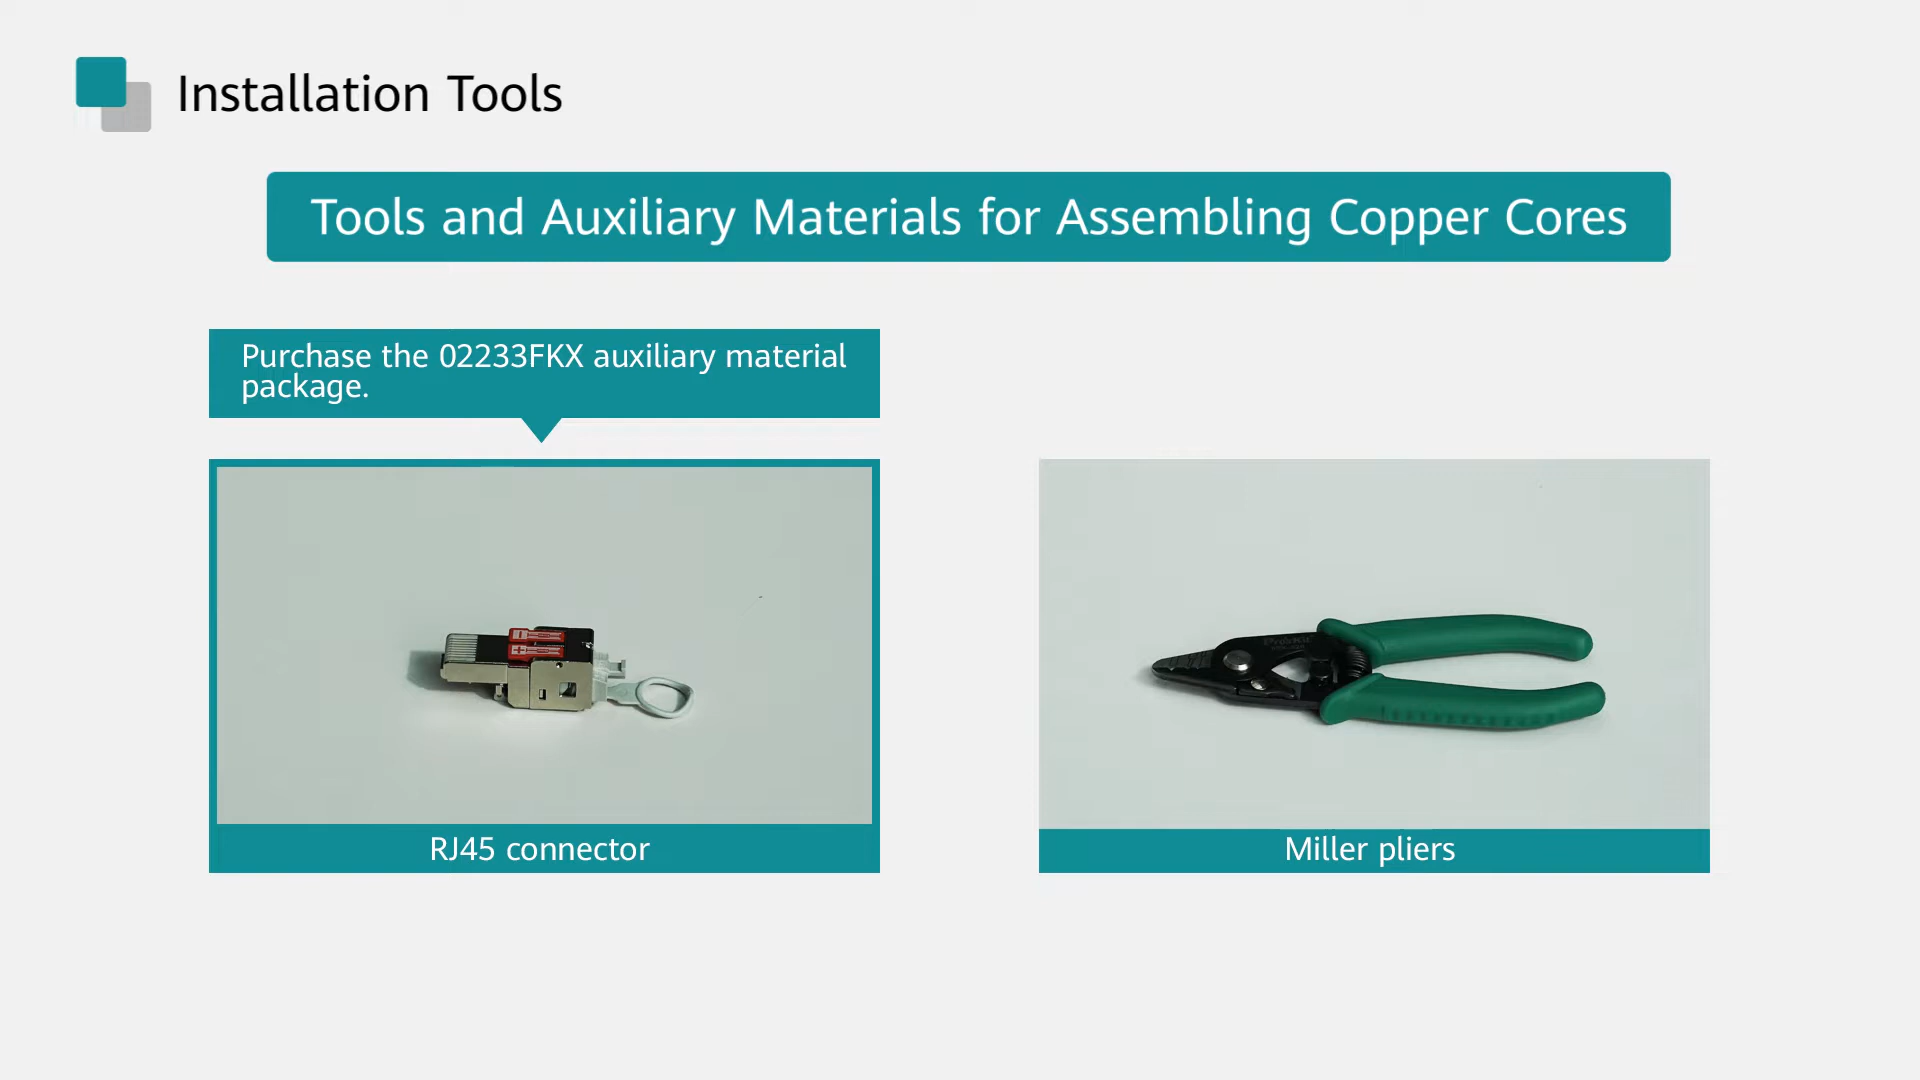 Installation Tools
Tools and Auxiliary Materials for Assembling Copper Cores
Purchase the 02233FKX auxiliary material
package.
RJ45 connector
Miller pliers